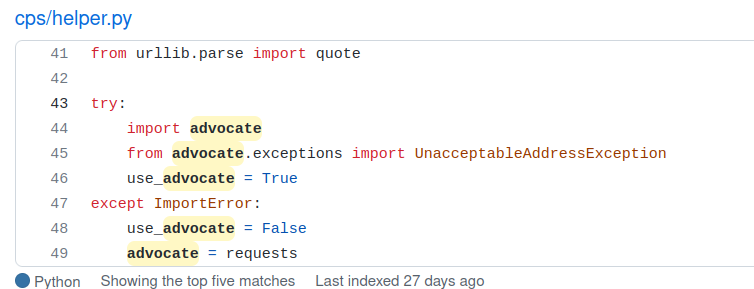 cps/helper.py
41 from urllib.parse import quote
42
43 try:
44     import advocate
45     from advocate.exceptions import UnacceptableAddressException
46     use_advocate = True
47 except ImportError:
48     use_advocate = False
49     advocate = requests
Python Showing the top five matches Last indexed 27 days ago